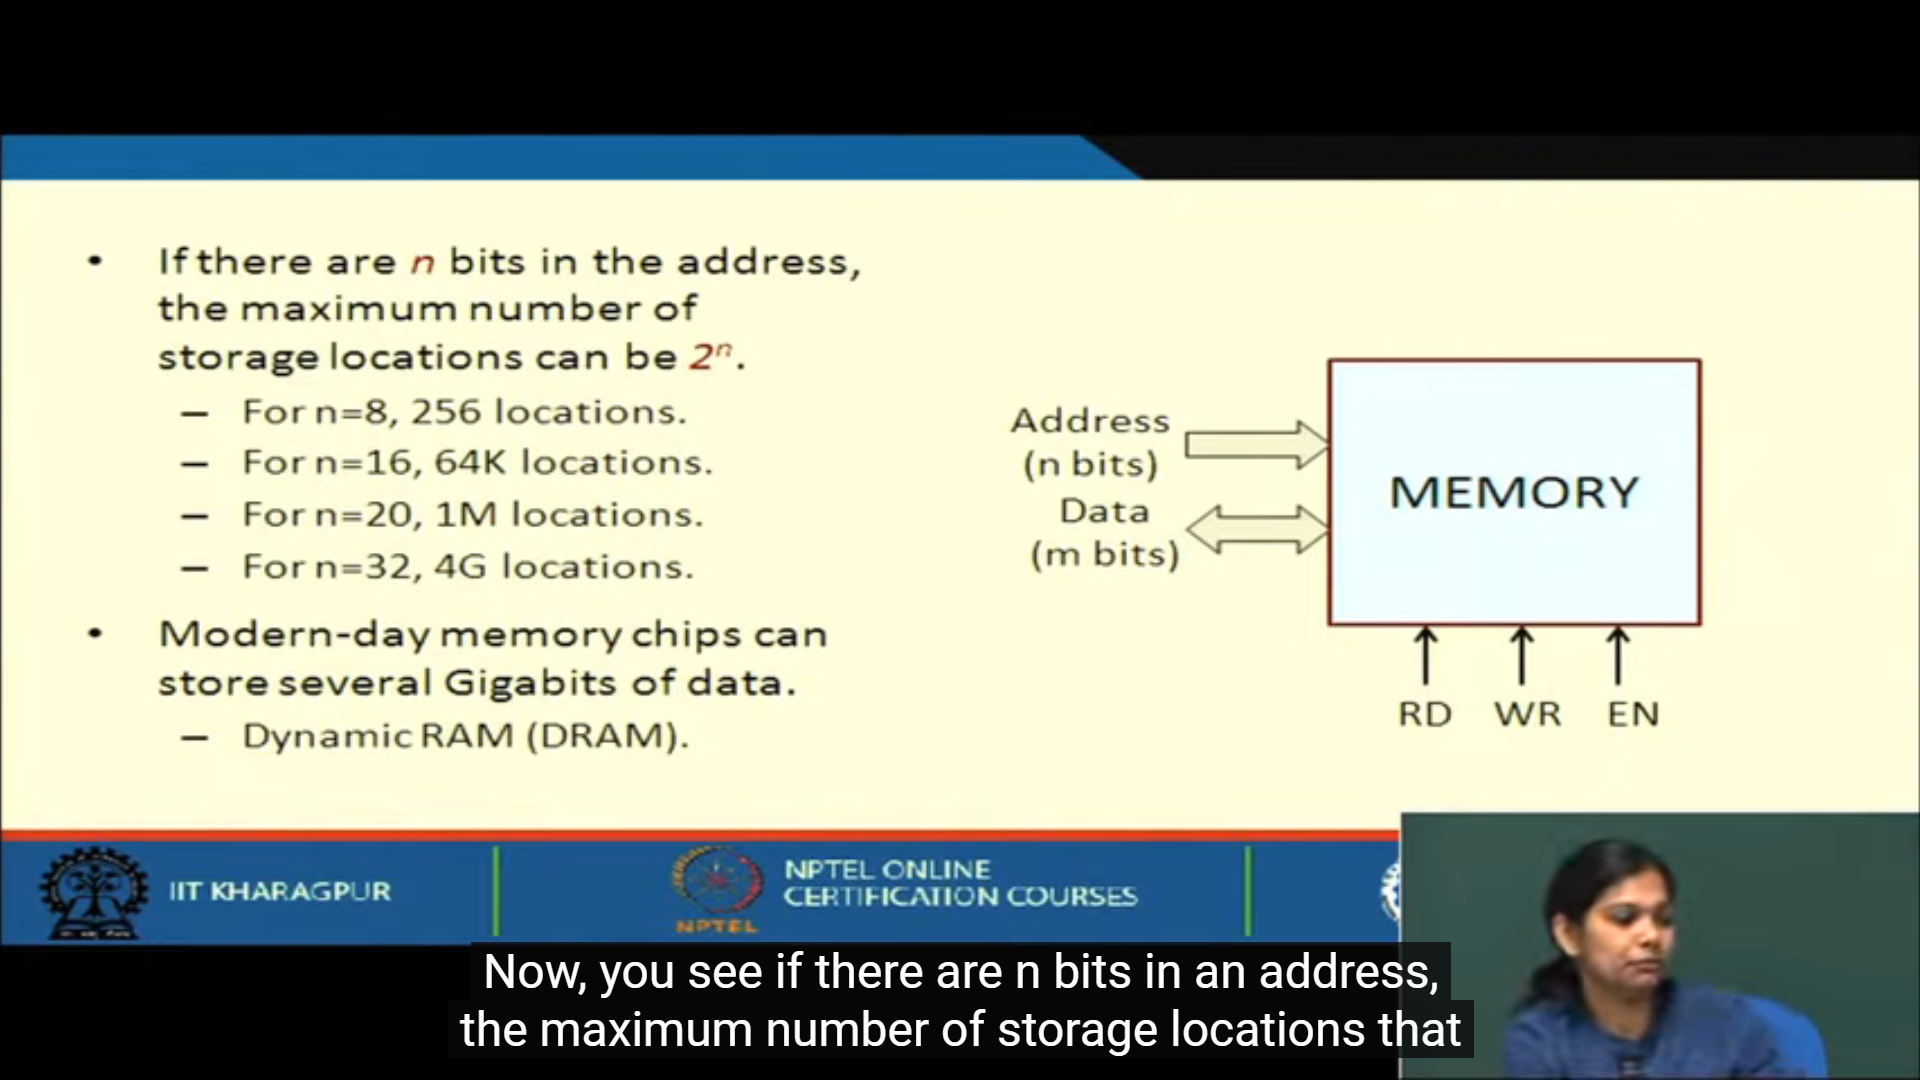 • If there are n bits in the address,
the maximum number of
storage locations can be 2ⁿ.
– For n=8, 256 locations.
– For n=16, 64K locations.
– For n=20, 1M locations.
– For n=32, 4G locations.
• Modern-day memory chips can
store several Gigabits of data.
– Dynamic RAM (DRAM).
Address
(n bits)
Data
(m bits)
MEMORY
RD WR EN
IIT KHARAGPUR
NPTEL
NPTEL ONLINE
CERTIFICATION COURSES
Now, you see if there are n bits in an address,
the maximum number of storage locations that